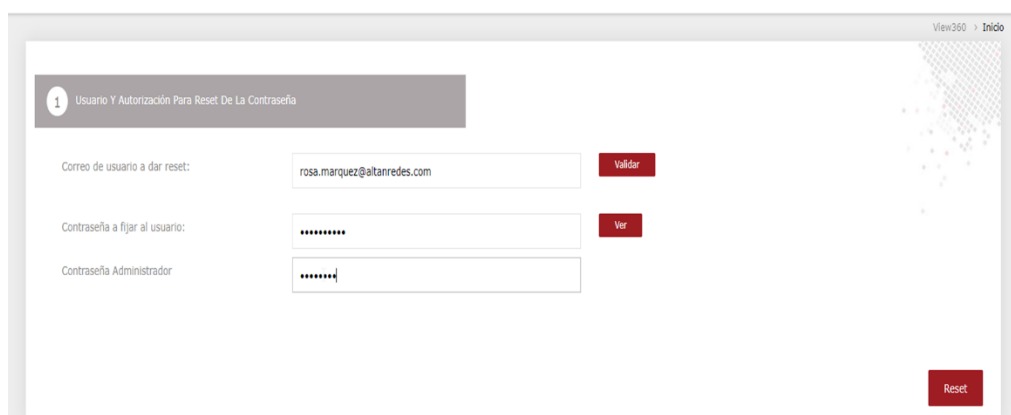 View360 > Inicio
1 Usuario Y Autorización Para Reset De La Contraseña
Correo de usuario a dar reset: rosa.marquez@altanredes.com Validar
Contraseña a fijar al usuario: •••••••••• Ver
Contraseña Administrador ••••••••
Reset